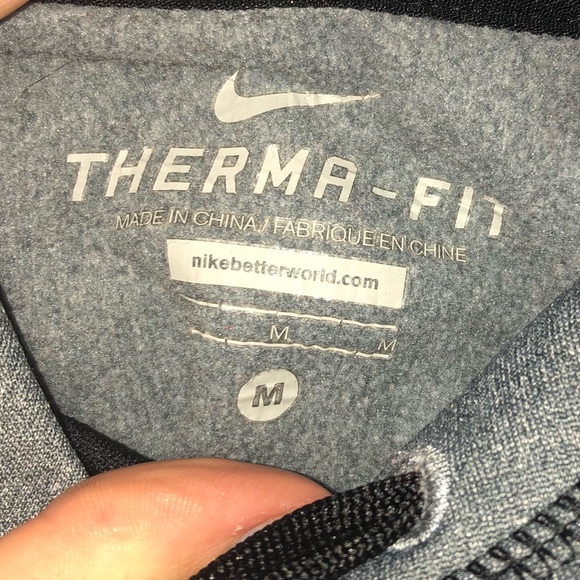 THERMA-FIT
MADE IN CHINA / FABRIQUE EN CHINE
nikebetterworld.com
M M
M